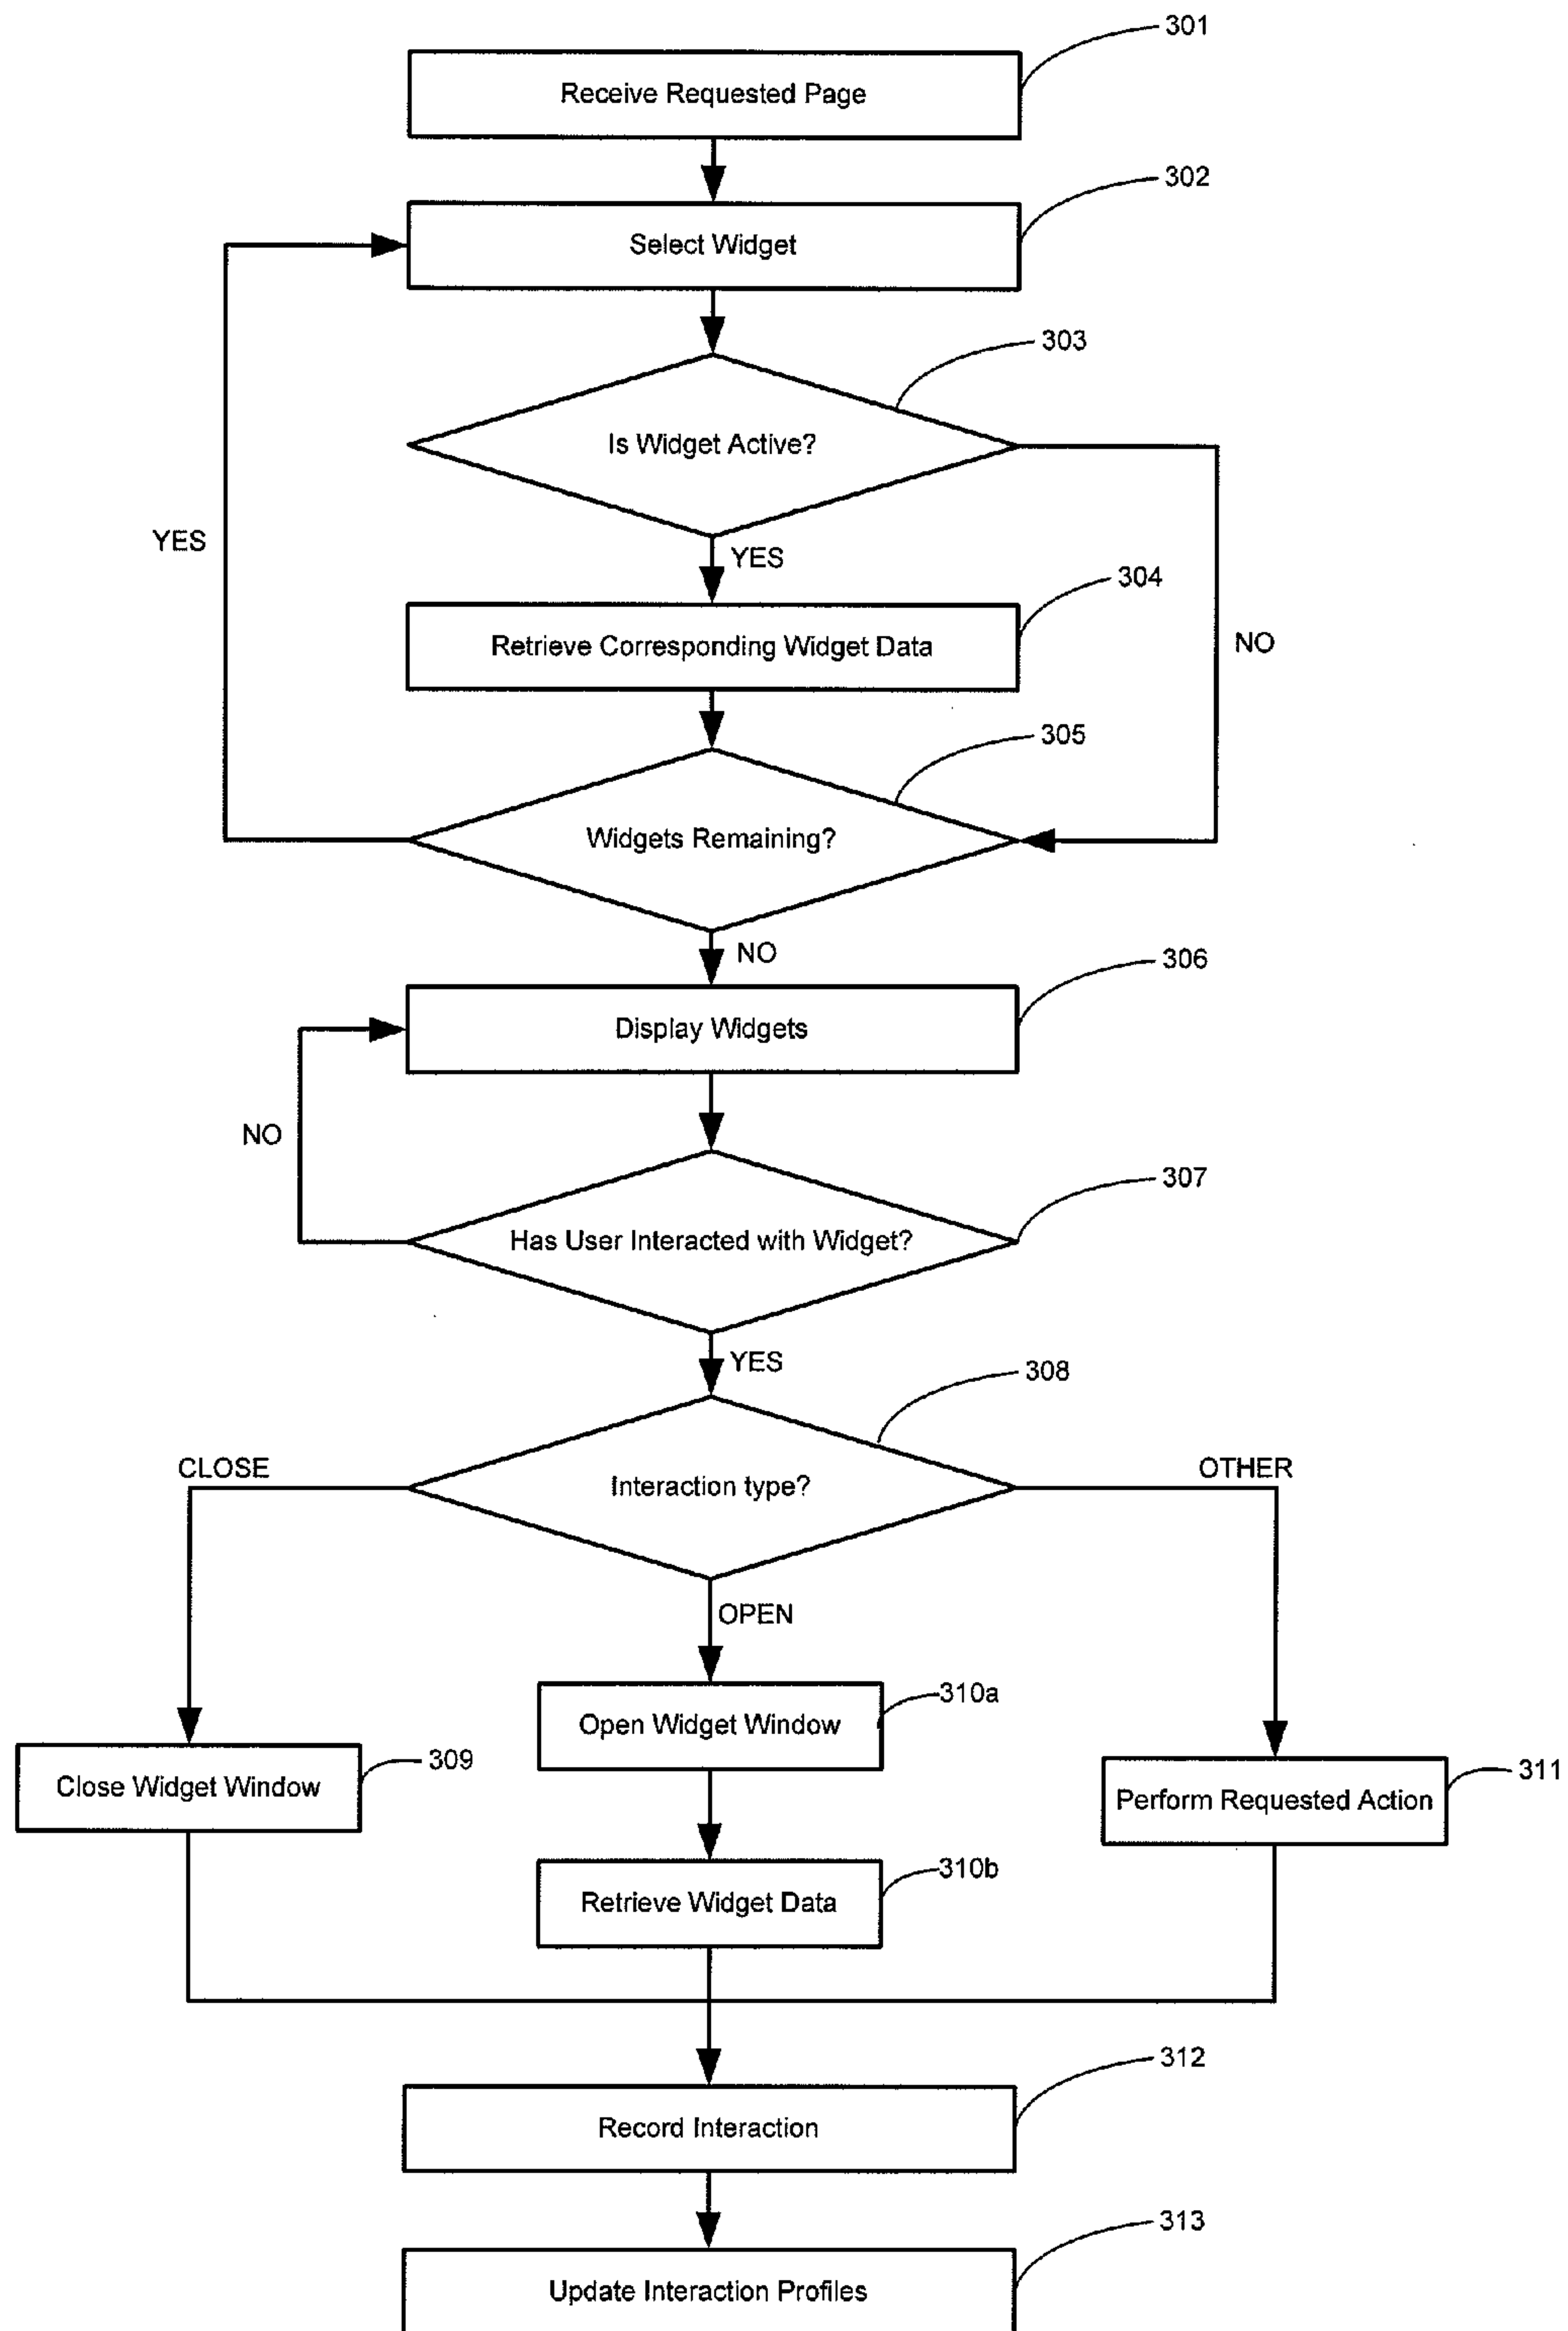 301
Receive Requested Page
302
Select Widget
303
Is Widget Active?
YES
YES
304
Retrieve Corresponding Widget Data
NO
305
Widgets Remaining?
NO
306
Display Widgets
NO
307
Has User Interacted with Widget?
YES
308
CLOSE
OTHER
Interaction type?
OPEN
310a
Open Widget Window
309
Close Widget Window
311
Perform Requested Action
310b
Retrieve Widget Data
312
Record Interaction
313
Update Interaction Profiles